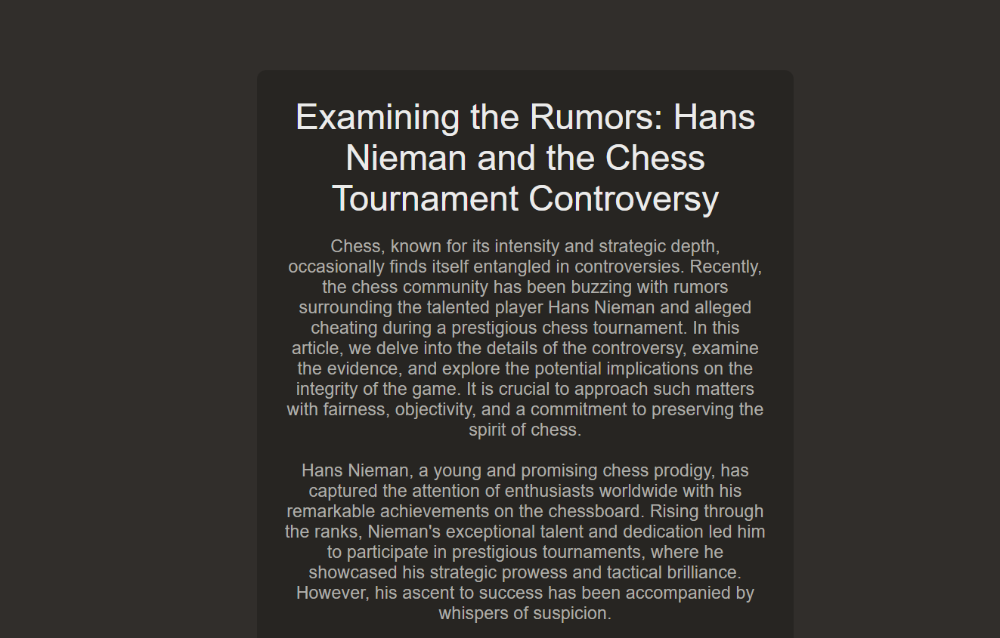 Examining the Rumors: Hans
Nieman and the Chess
Tournament Controversy
Chess, known for its intensity and strategic depth,
occasionally finds itself entangled in controversies. Recently,
the chess community has been buzzing with rumors
surrounding the talented player Hans Nieman and alleged
cheating during a prestigious chess tournament. In this
article, we delve into the details of the controversy, examine
the evidence, and explore the potential implications on the
integrity of the game. It is crucial to approach such matters
with fairness, objectivity, and a commitment to preserving the
spirit of chess.
Hans Nieman, a young and promising chess prodigy, has
captured the attention of enthusiasts worldwide with his
remarkable achievements on the chessboard. Rising through
the ranks, Nieman's exceptional talent and dedication led him
to participate in prestigious tournaments, where he
showcased his strategic prowess and tactical brilliance.
However, his ascent to success has been accompanied by
whispers of suspicion.